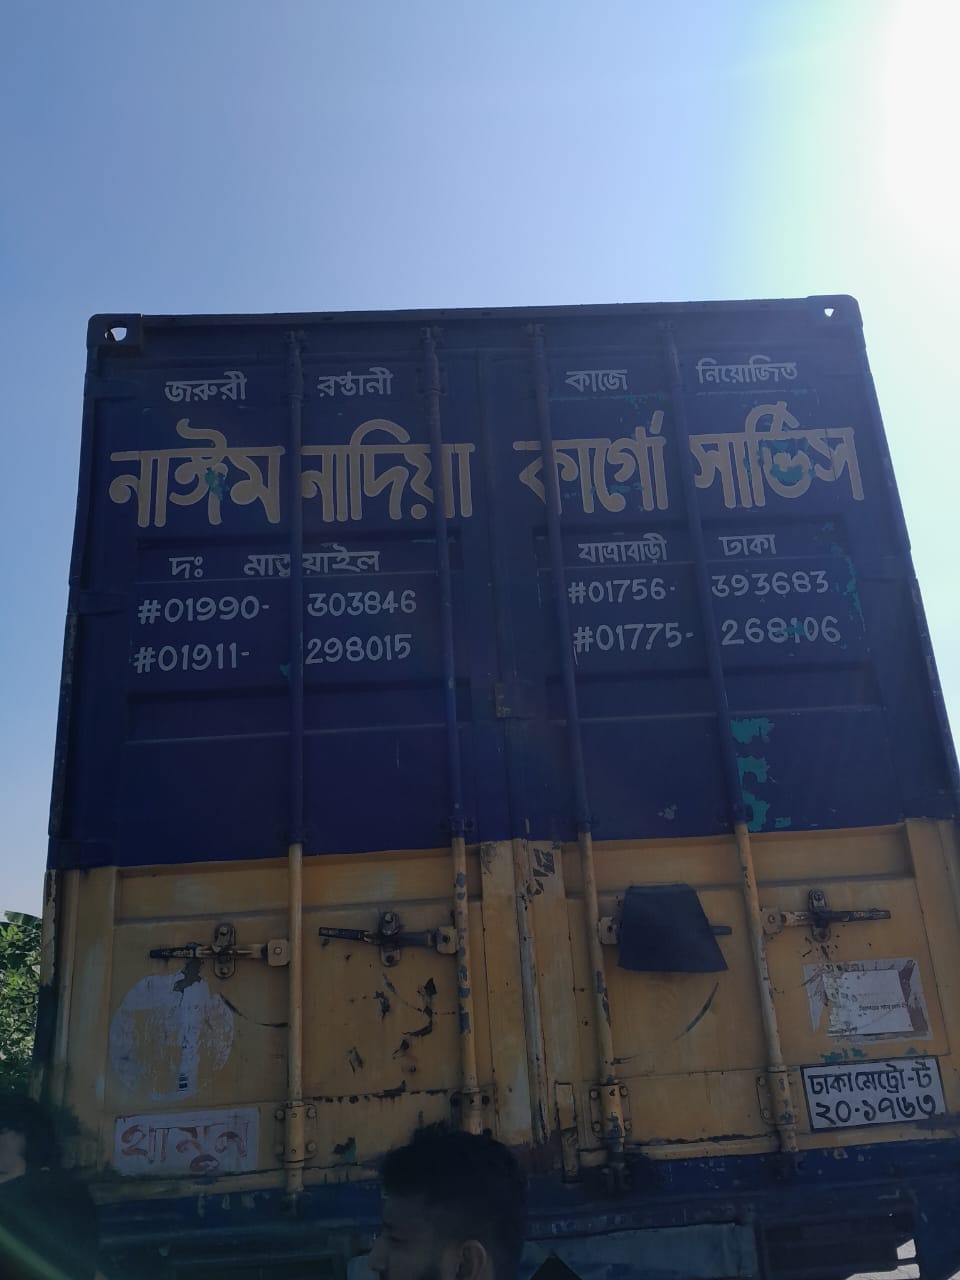 জরুরী রপ্তানী কাজে নিয়োজিত
নাঈম নাদিয়া কার্গো সার্ভিস
দঃ মাতুয়াইল যাত্রাবাড়ী ঢাকা
#01990- 303846 #01756- 393683
#01911- 298015 #01775- 268106
ঢাকা মেট্রো-ট
২০-১৭৬৩
থামুন